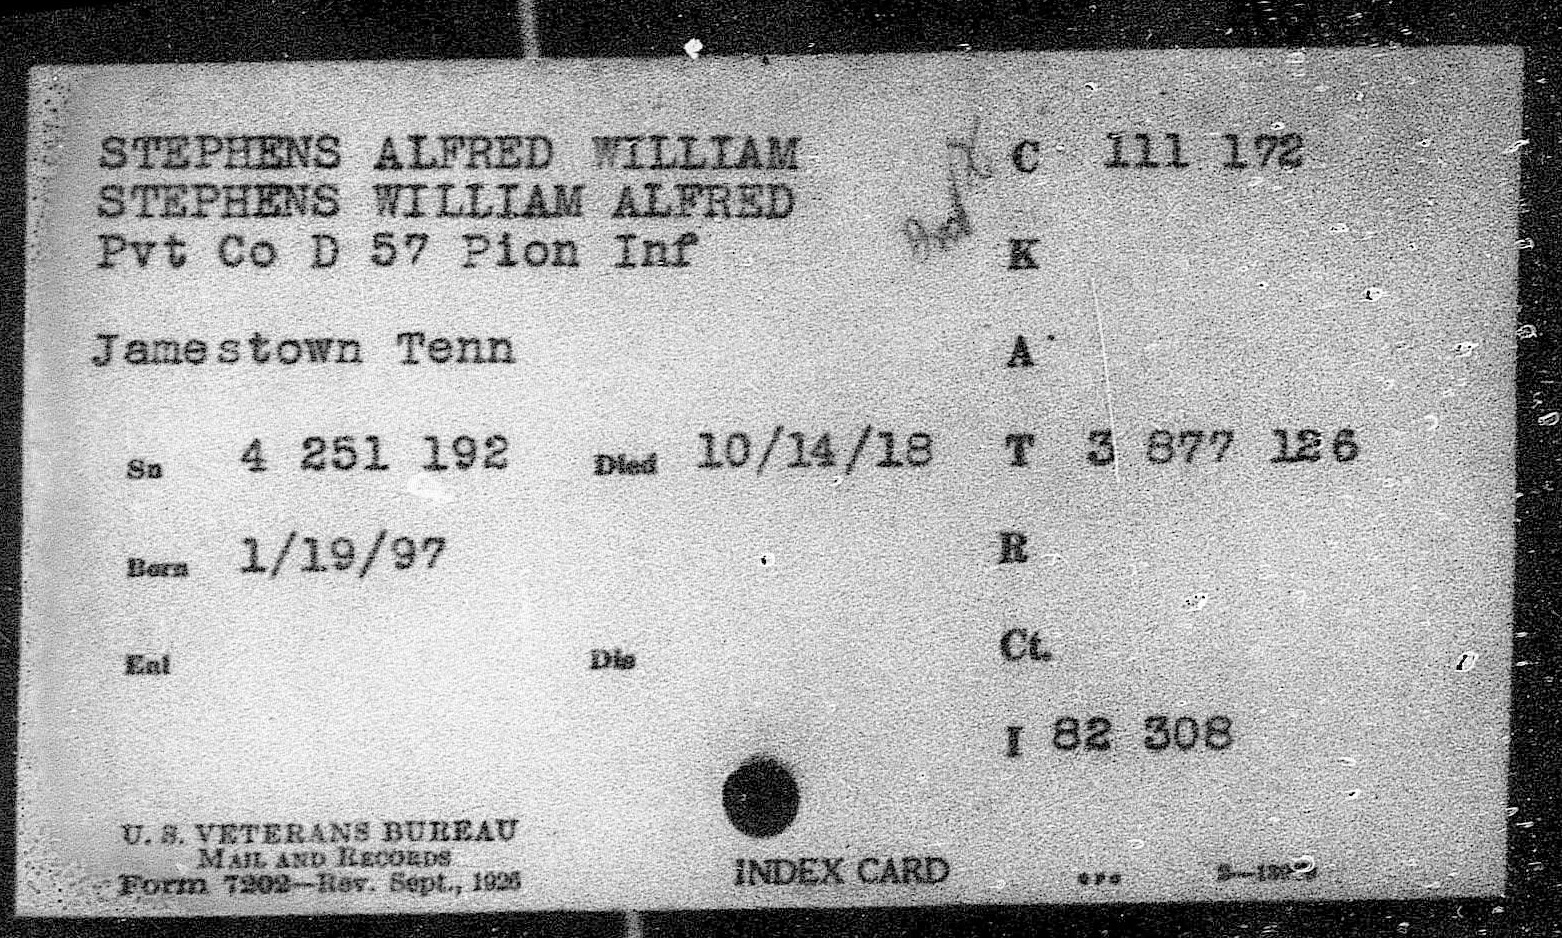 STEPHENS ALFRED WILLIAM C 111 172
STEPHENS WILLIAM ALFRED
Pvt Co D 57 Pion Inf K
Jamestown Tenn A
Sn 4 251 192 Died 10/14/18 T 3 877 126
Born 1/19/97 R
Enl Dis Ct.
I 82 308
U. S. VETERANS BUREAU
MAIL AND RECORDS
Form 7202—Rev. Sept., 1926
INDEX CARD GPO